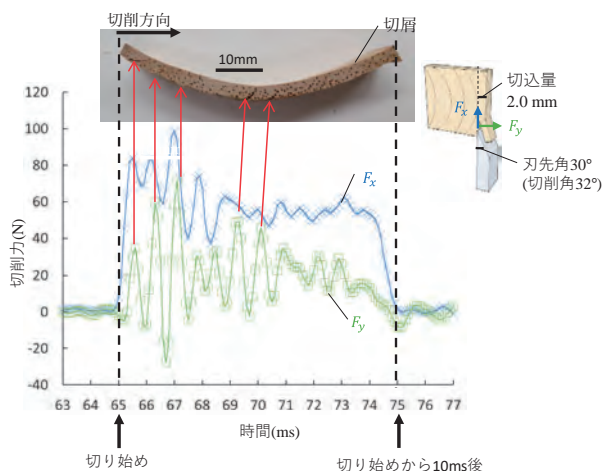 切削方向
切屑
10mm
切込量
2.0 mm
Fx
Fy
刃先角30°
(切削角32°)
120
100
80
60
40
20
0
20
40
切削力(N)
Fx
Fy
63 64 65 66 67 68 69 70 71 72 73 74 75 76 77
時間(ms)
切り始め
切り始めから10ms後